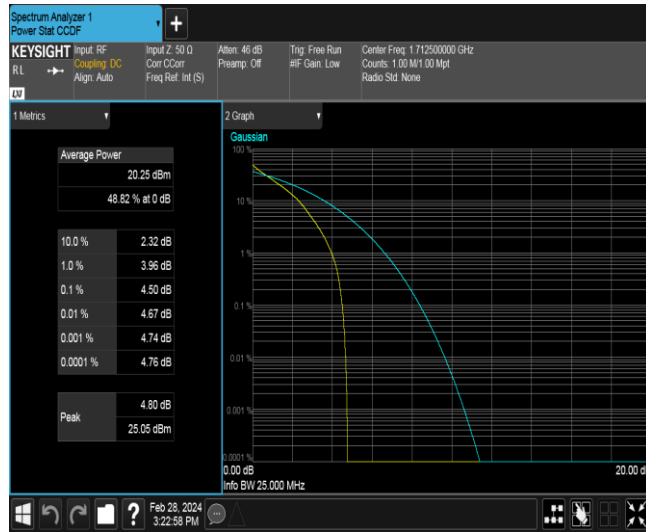 Spectrum Analyzer 1
Power Stat CCDF
+
KEYSIGHT
RL
LXI
Input: RF
Coupling: DC
Align: Auto
Input Z: 50 Ω
Corr CCorr
Freq Ref: Int (S)
Atten: 46 dB
Preamp: Off
Trig: Free Run
#IF Gain: Low
Center Freq: 1.712500000 GHz
Counts: 1.00 M/1.00 Mpt
Radio Std: None
1 Metrics
Average Power
20.25 dBm
48.82 % at 0 dB
10.0 % 2.32 dB
1.0 % 3.96 dB
0.1 % 4.50 dB
0.01 % 4.67 dB
0.001 % 4.74 dB
0.0001 % 4.76 dB
Peak
4.80 dB
25.05 dBm
2 Graph
Gaussian
100 %
10 %
1 %
0.1 %
0.01 %
0.001 %
0.0001 %
0.00 dB
20.00 d
Info BW 25.000 MHz
?
Feb 28, 2024
3:22:58 PM